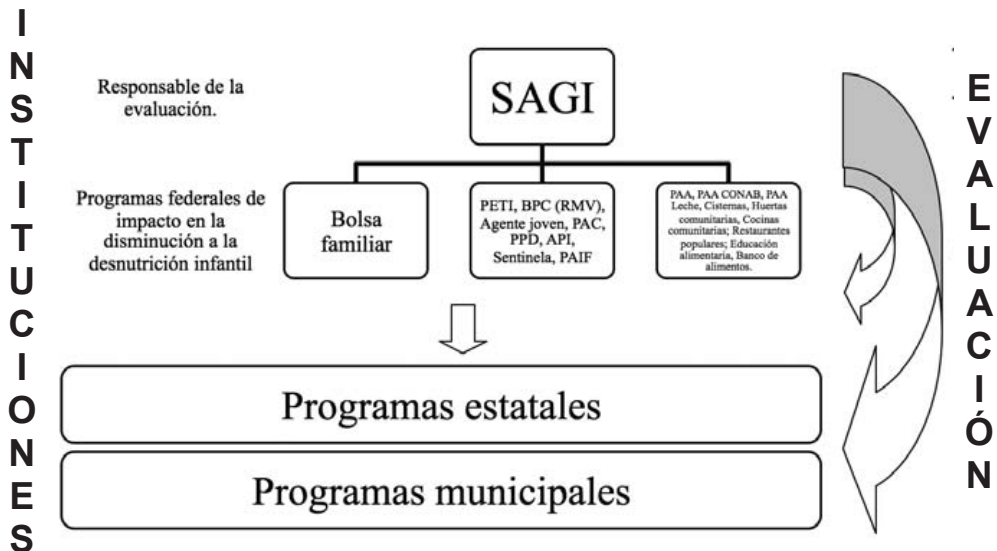 INSTITUCIONES
Responsable de la
evaluación.
SAGI
Programas federales de
impacto en la
disminución a la
desnutrición infantil
Bolsa
familiar
PETI, BPC (RMV),
Agente joven, PAC,
PPD, API,
Sentinela, PAIF
PAA, PAA CONAB, PAA
Leche, Cisternas, Huertas
comunitarias, Cocinas
comunitarias; Restaurantes
populares; Educación
alimentaria, Banco de
alimentos.
Programas estatales
Programas municipales
EVALUACIÓN